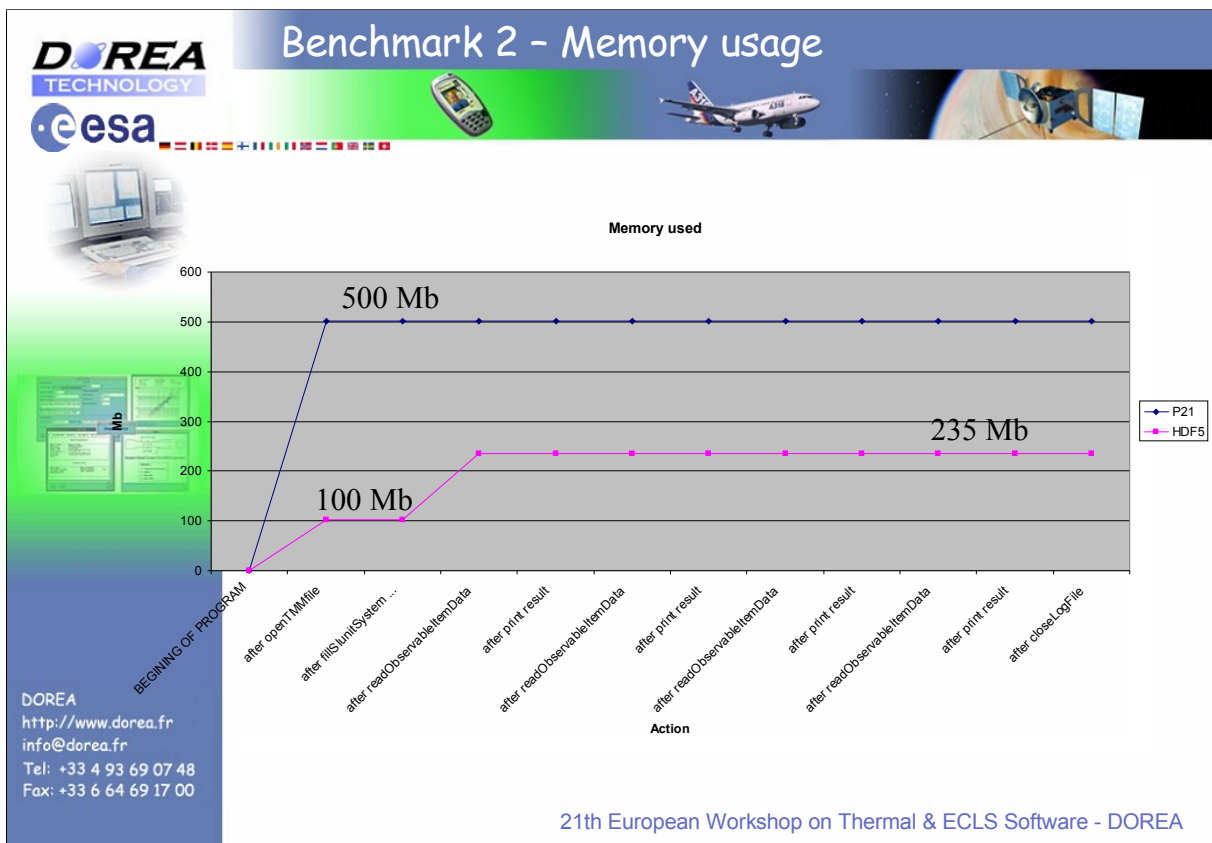 Benchmark 2 – Memory usage
DOREA
TECHNOLOGY
esa
Memory used
600
500
400
300
200
100
0
Mb
500 Mb
100 Mb
235 Mb
P21
HDF5
BEGINING OF PROGRAM
after openTMMfile
after fillSIunitSystem ...
after readObservableItemData
after print result
after readObservableItemData
after print result
after readObservableItemData
after print result
after readObservableItemData
after print result
after closeLogFile
Action
DOREA
http://www.dorea.fr
info@dorea.fr
Tel: +33 4 93 69 07 48
Fax: +33 6 64 69 17 00
21th European Workshop on Thermal & ECLS Software - DOREA